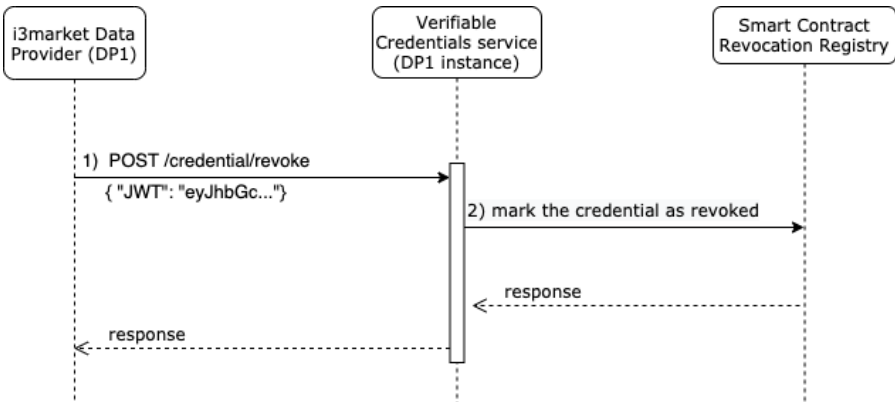 i3market Data
Provider (DP1)
Verifiable
Credentials service
(DP1 instance)
Smart Contract
Revocation Registry
1) POST /credential/revoke
{ "JWT": "eyJhbGc..."}
2) mark the credential as revoked
response
response